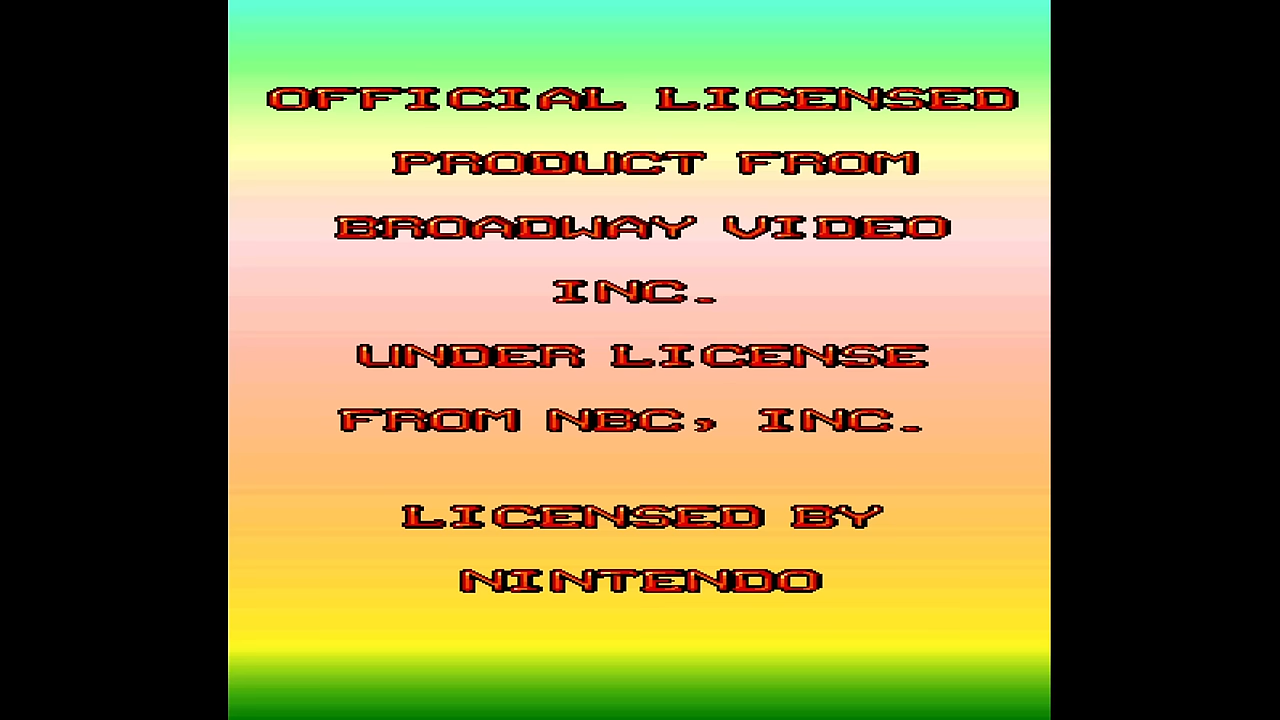 OFFICIAL LICENSED
PRODUCT FROM
BROADWAY VIDEO
INC.
UNDER LICENSE
FROM NBC, INC.
LICENSED BY
NINTENDO